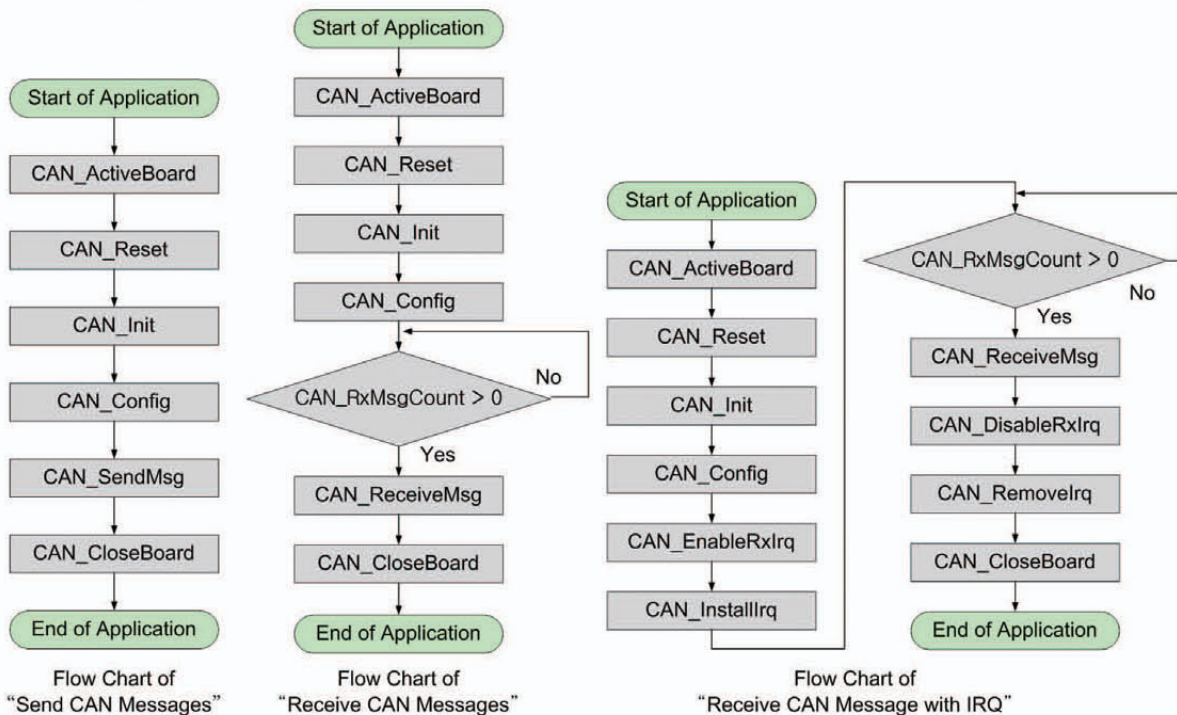 Start of Application
CAN_ActiveBoard
CAN_Reset
CAN_Init
CAN_Config
CAN_SendMsg
CAN_CloseBoard
End of Application
Flow Chart of
“Send CAN Messages”
Start of Application
CAN_ActiveBoard
CAN_Reset
CAN_Init
CAN_Config
CAN_RxMsgCount > 0
No
Yes
CAN_ReceiveMsg
CAN_CloseBoard
End of Application
Flow Chart of
“Receive CAN Messages”
Start of Application
CAN_ActiveBoard
CAN_Reset
CAN_Init
CAN_Config
CAN_EnableRxIrq
CAN_InstallIrq
CAN_RxMsgCount > 0
No
Yes
CAN_ReceiveMsg
CAN_DisableRxIrq
CAN_RemoveIrq
CAN_CloseBoard
End of Application
Flow Chart of
“Receive CAN Message with IRQ”